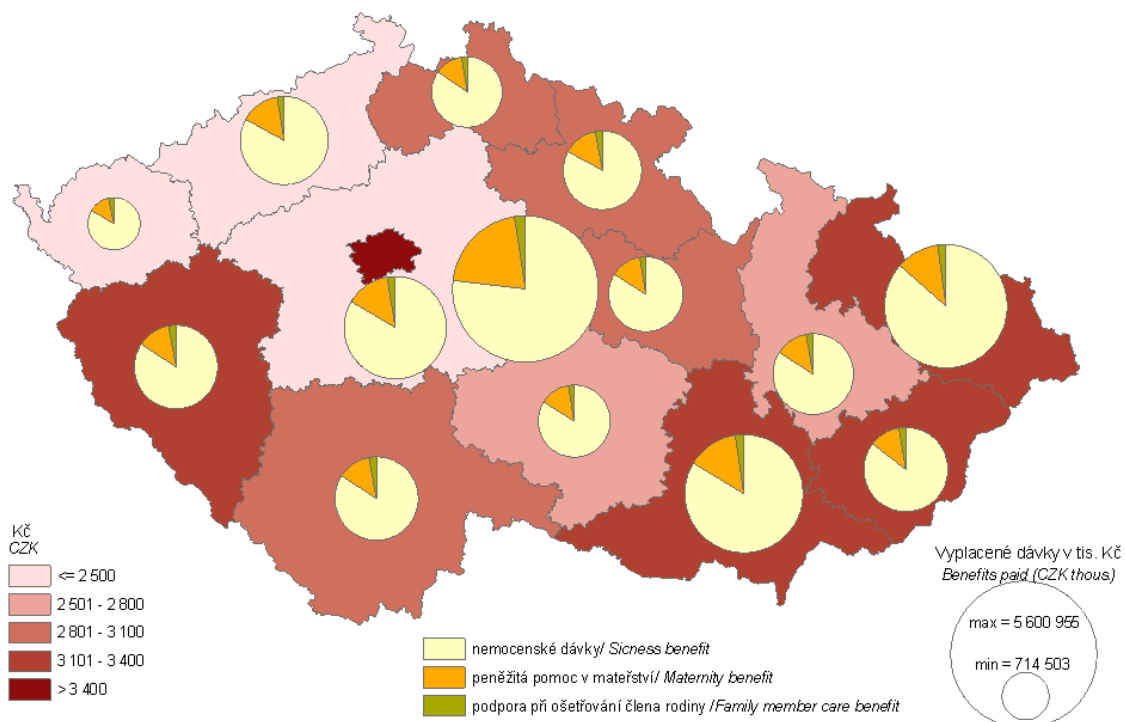 Kč
CZK
<= 2 500
2 501 - 2 800
2 801 - 3 100
3 101 - 3 400
> 3 400
nemocenské dávky/ Sicness benefit
peněžitá pomoc v mateřství/ Maternity benefit
podpora při ošetřování člena rodiny /Family member care benefit
Vyplacené dávky v tis. Kč
Benefits paid (CZK thous.)
max = 5 600 955
min = 714 503